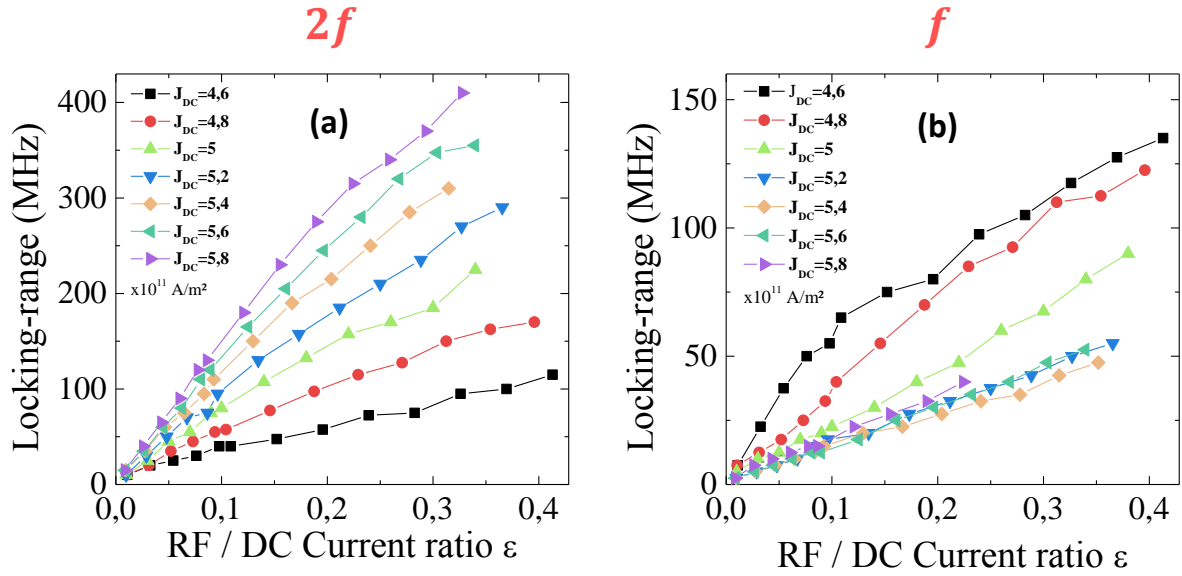 2f
f
(a)
J_DC=4,6
J_DC=4,8
J_DC=5
J_DC=5,2
J_DC=5,4
J_DC=5,6
J_DC=5,8
x10¹¹ A/m²
Locking-range (MHz)
400
300
200
100
0
0,0 0,1 0,2 0,3 0,4
RF / DC Current ratio ε
(b)
J_DC=4,6
J_DC=4,8
J_DC=5
J_DC=5,2
J_DC=5,4
J_DC=5,6
J_DC=5,8
x10¹¹ A/m²
Locking-range (MHz)
150
100
50
0
0,0 0,1 0,2 0,3 0,4
RF / DC Current ratio ε